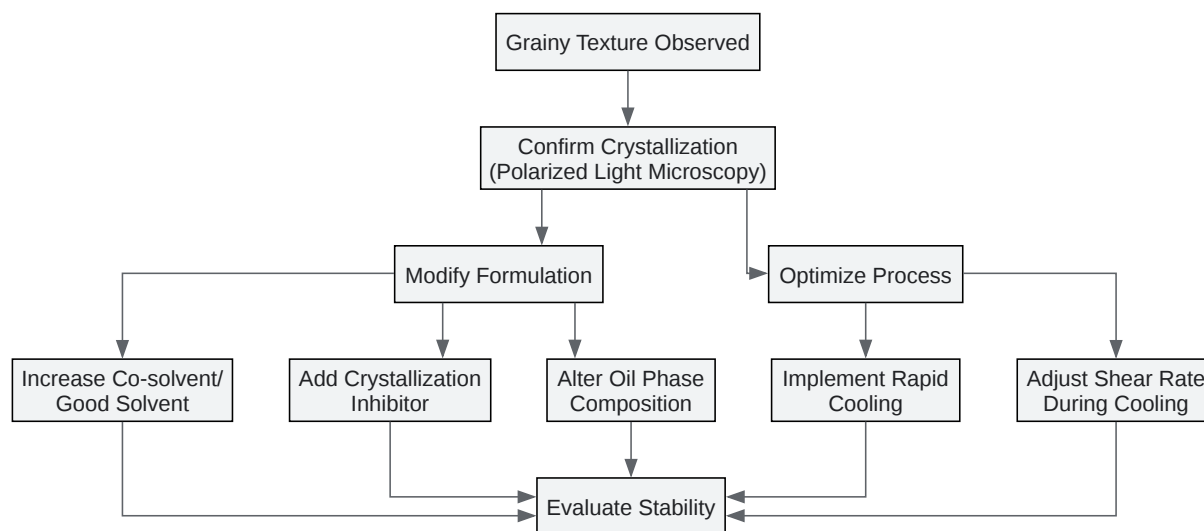 Grainy Texture Observed
Confirm Crystallization
(Polarized Light Microscopy)
Modify Formulation
Optimize Process
Increase Co-solvent/
Good Solvent
Add Crystallization
Inhibitor
Alter Oil Phase
Composition
Implement Rapid
Cooling
Adjust Shear Rate
During Cooling
Evaluate Stability